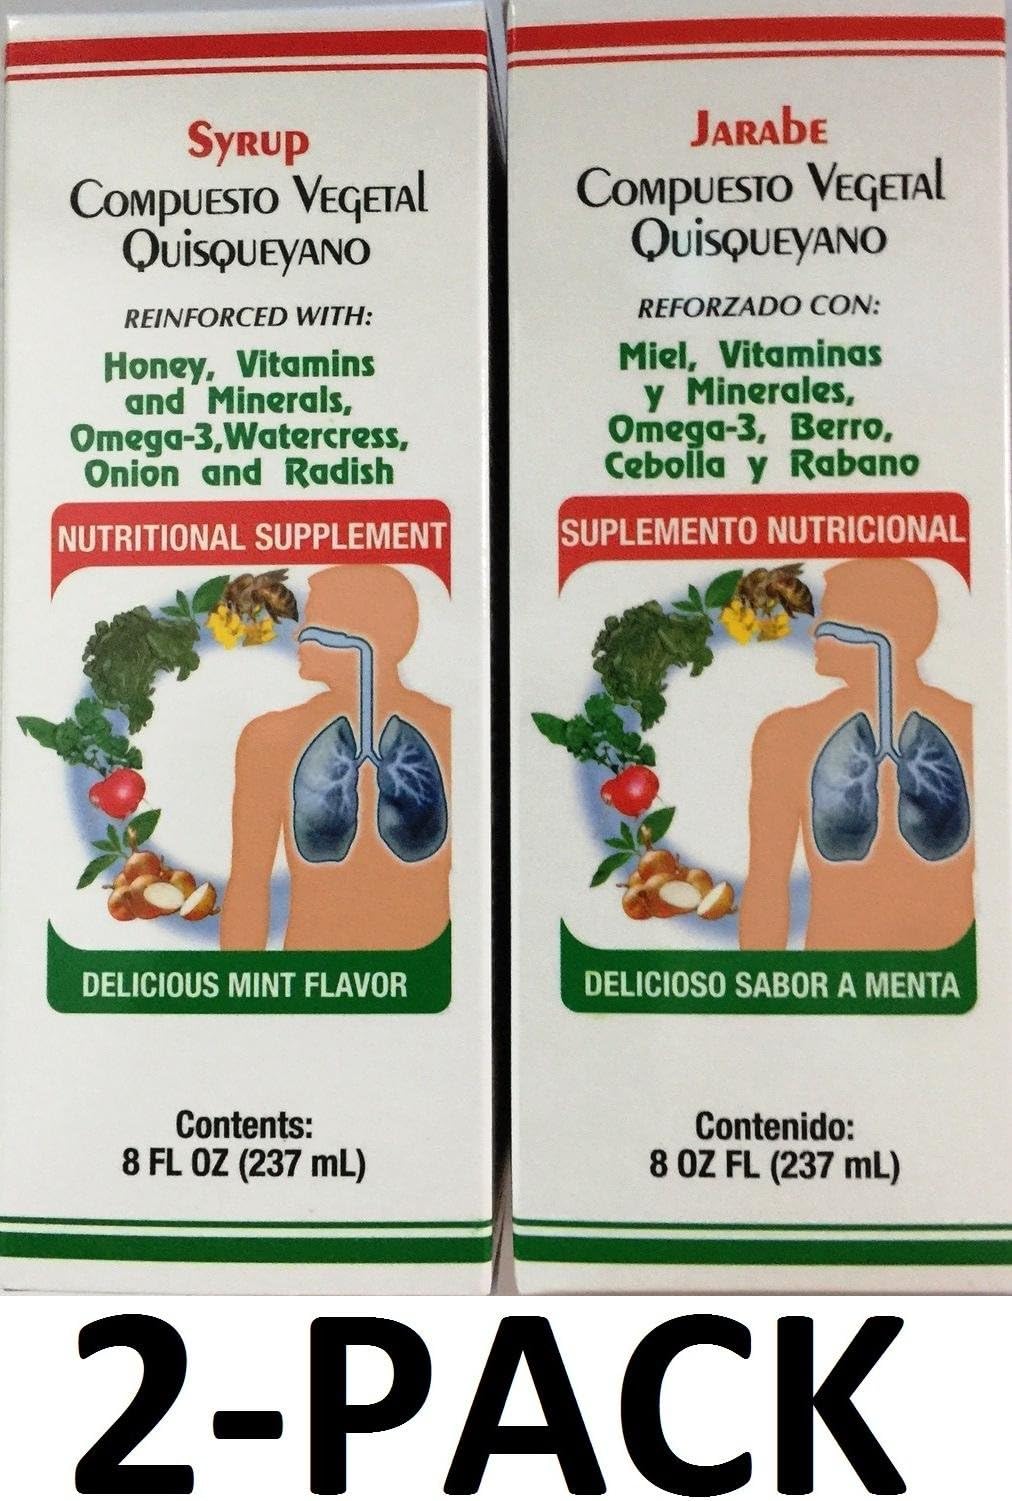 Syrup
Compuesto Vegetal
Quisqueyano
REINFORCED WITH:
Honey, Vitamins
and Minerals,
Omega-3,Watercress,
Onion and Radish
NUTRITIONAL SUPPLEMENT
DELICIOUS MINT FLAVOR
Contents:
8 FL OZ (237 mL)
Jarabe
Compuesto Vegetal
Quisqueyano
REFORZADO CON:
Miel, Vitaminas
y Minerales,
Omega-3, Berro,
Cebolla y Rabano
SUPLEMENTO NUTRICIONAL
DELICIOSO SABOR A MENTA
Contenido:
8 OZ FL (237 mL)
2-PACK